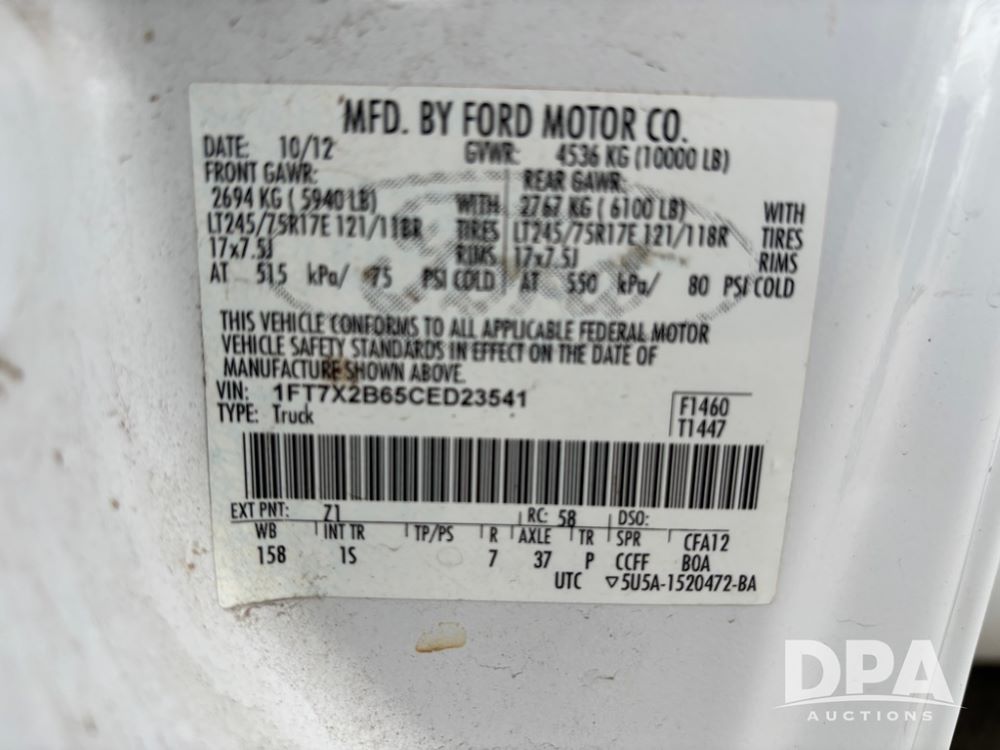 MFD. BY FORD MOTOR CO.
DATE: 10/12 GVWR: 4536 KG (10000 LB)
FRONT GAWR: REAR GAWR:
2694 KG ( 5940 LB) WITH 2767 KG ( 6100 LB) WITH
LT245/75R17E 121/118R TIRES LT245/75R17E 121/118R TIRES
17x7.5J RIMS 17x7.5J RIMS
AT 515 kPa/ 75 PSI COLD AT 550 kPa/ 80 PSI COLD
THIS VEHICLE CONFORMS TO ALL APPLICABLE FEDERAL MOTOR
VEHICLE SAFETY STANDARDS IN EFFECT ON THE DATE OF
MANUFACTURE SHOWN ABOVE.
VIN: 1FT7X2B65CED23541
TYPE: Truck
F1460
T1447
EXT PNT: Z1 RC: 58 DSO:
WB INT TR TP/PS R AXLE TR SPR CFA12
158 1S 7 37 P CCFF BOA
UTC ▽5U5A-1520472-BA
DPA
AUCTIONS